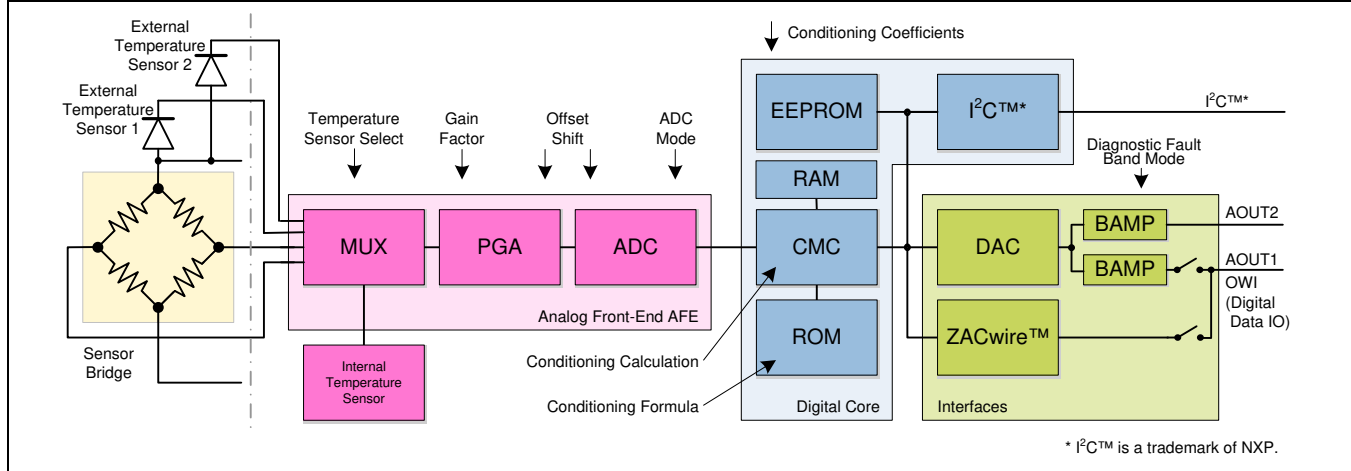 External
Temperature
Sensor 2
External
Temperature
Sensor 1
Temperature
Sensor Select
Gain
Factor
Offset
Shift
ADC
Mode
Conditioning Coefficients
EEPROM
I²C™*
I²C™*
Diagnostic Fault
Band Mode
RAM
MUX
PGA
ADC
CMC
DAC
BAMP
AOUT2
BAMP
AOUT1
OWI
(Digital
Data IO)
Analog Front-End AFE
ROM
ZACwire™
Sensor
Bridge
Internal
Temperature
Sensor
Conditioning Calculation
Conditioning Formula
Digital Core
Interfaces
* I²C™ is a trademark of NXP.